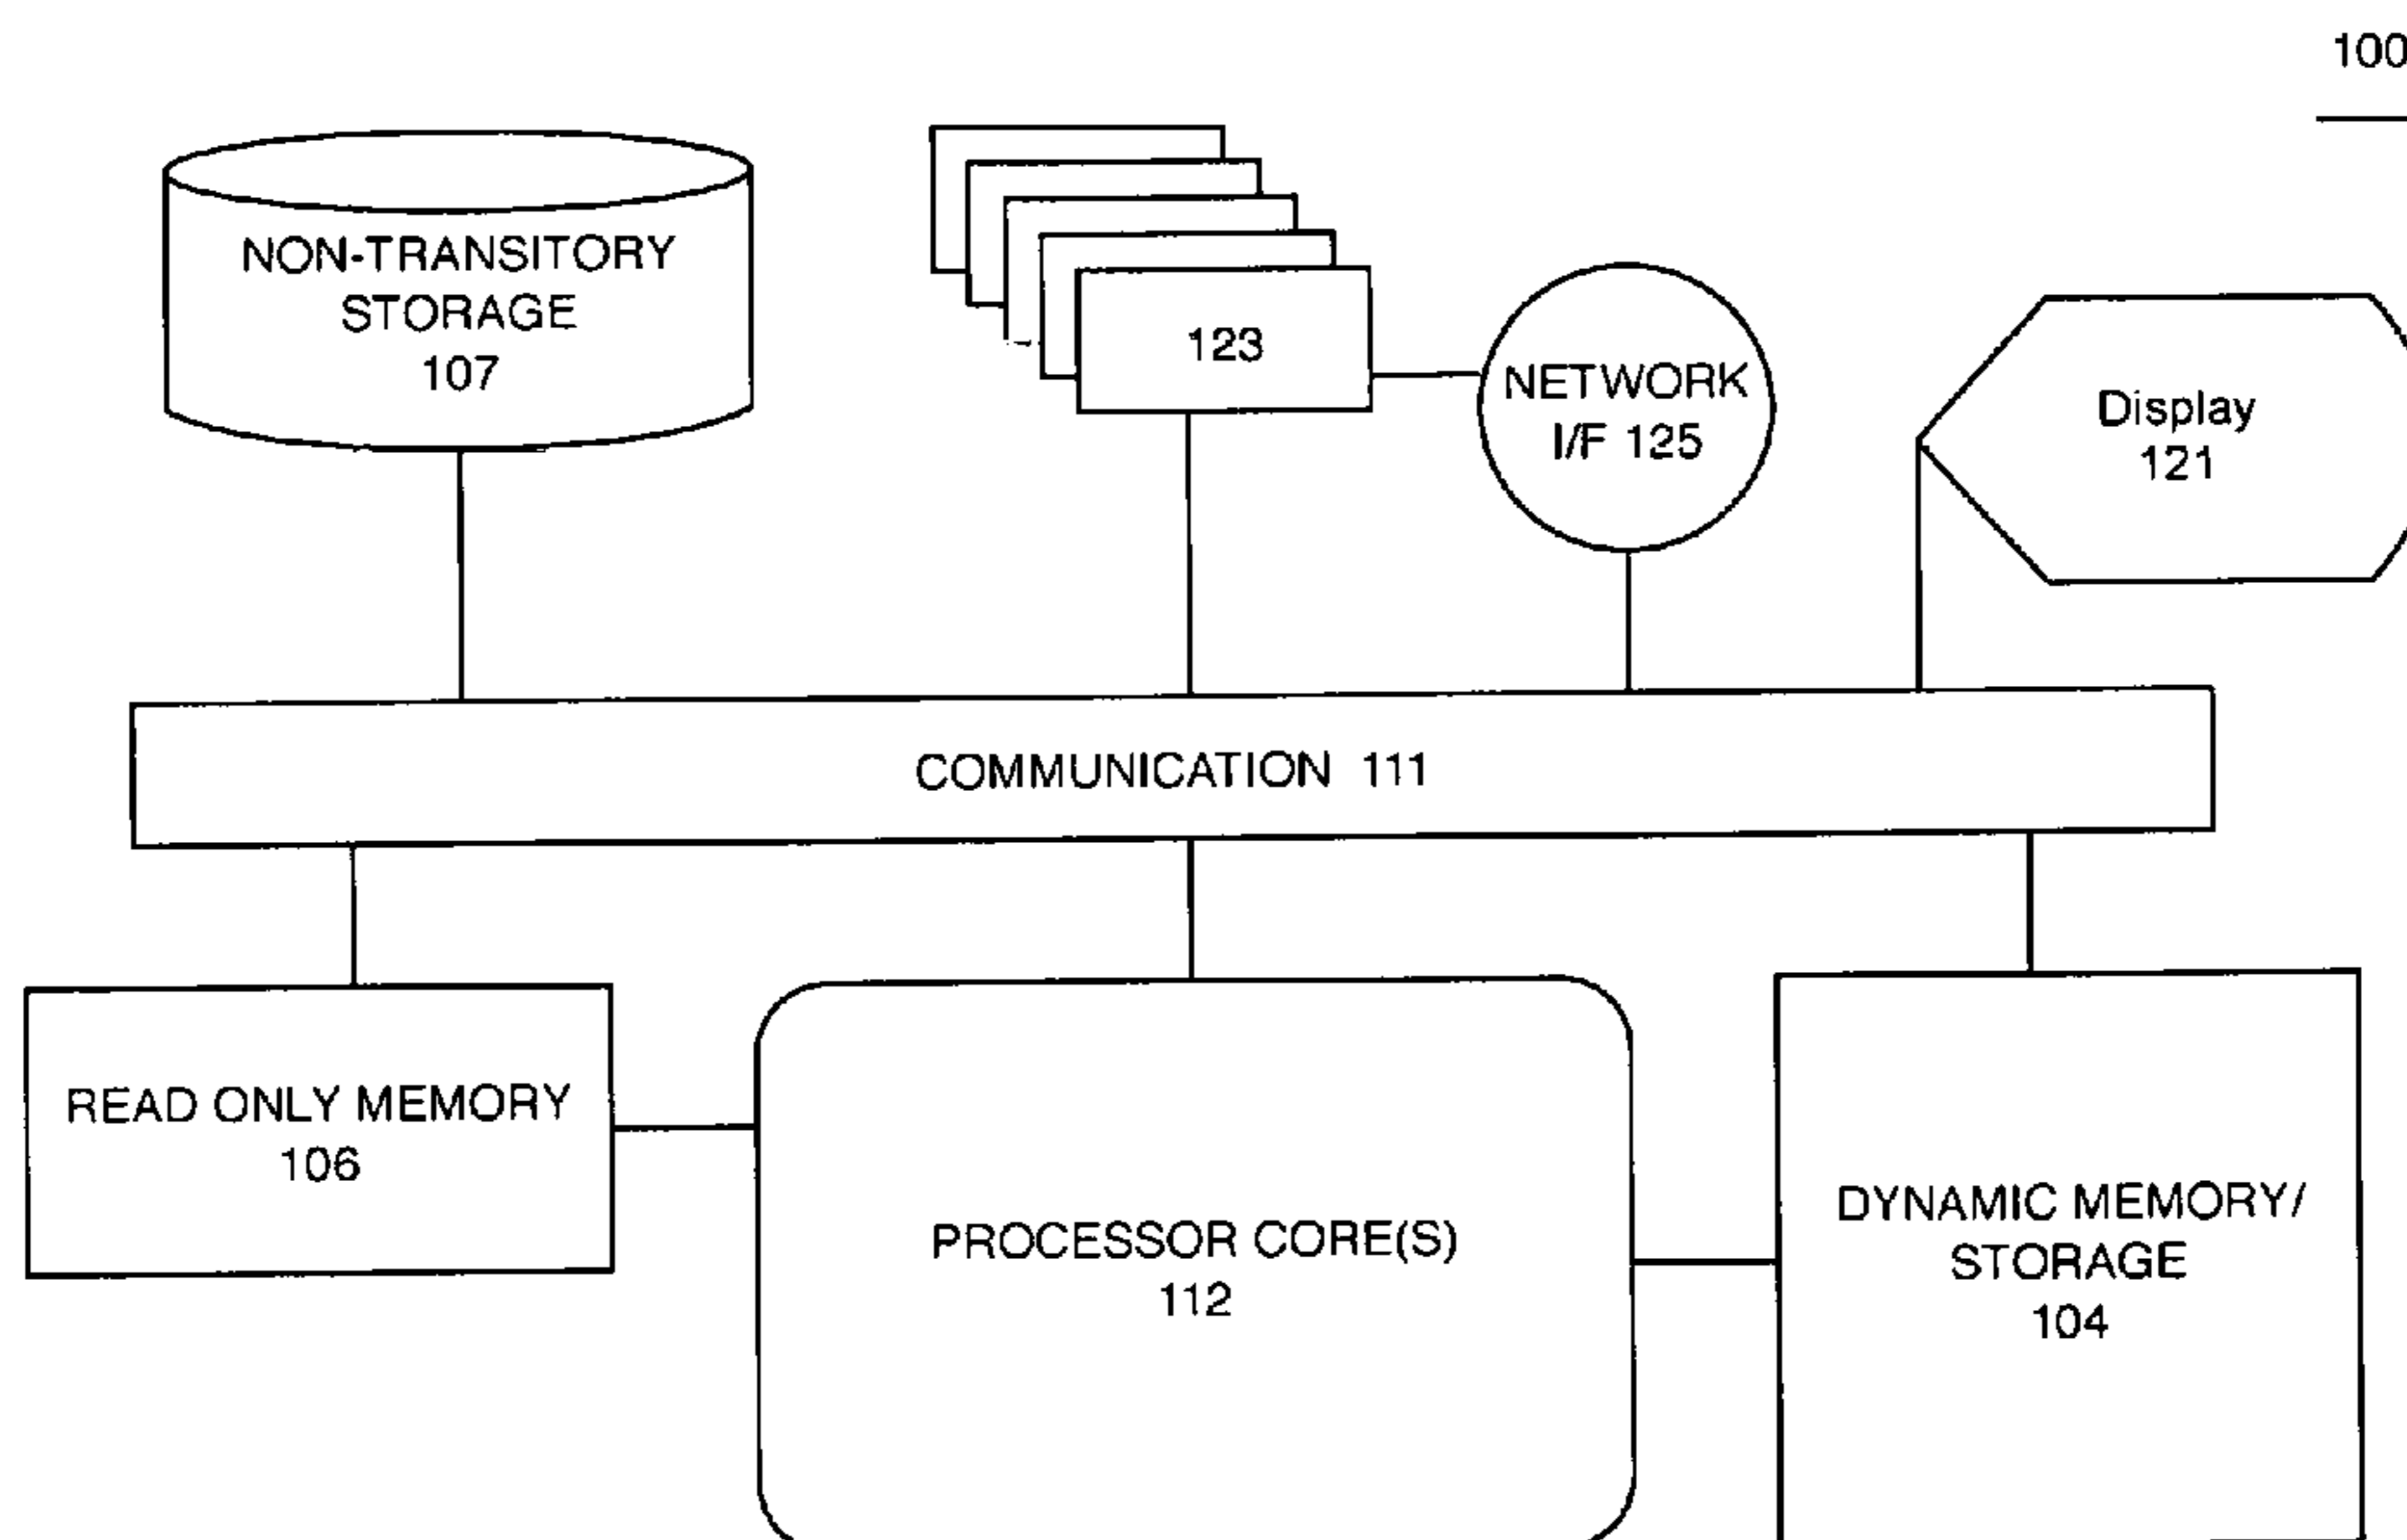 100
NON-TRANSITORY
STORAGE
107
123
NETWORK
I/F 125
Display
121
COMMUNICATION 111
READ ONLY MEMORY
106
PROCESSOR CORE(S)
112
DYNAMIC MEMORY/
STORAGE
104